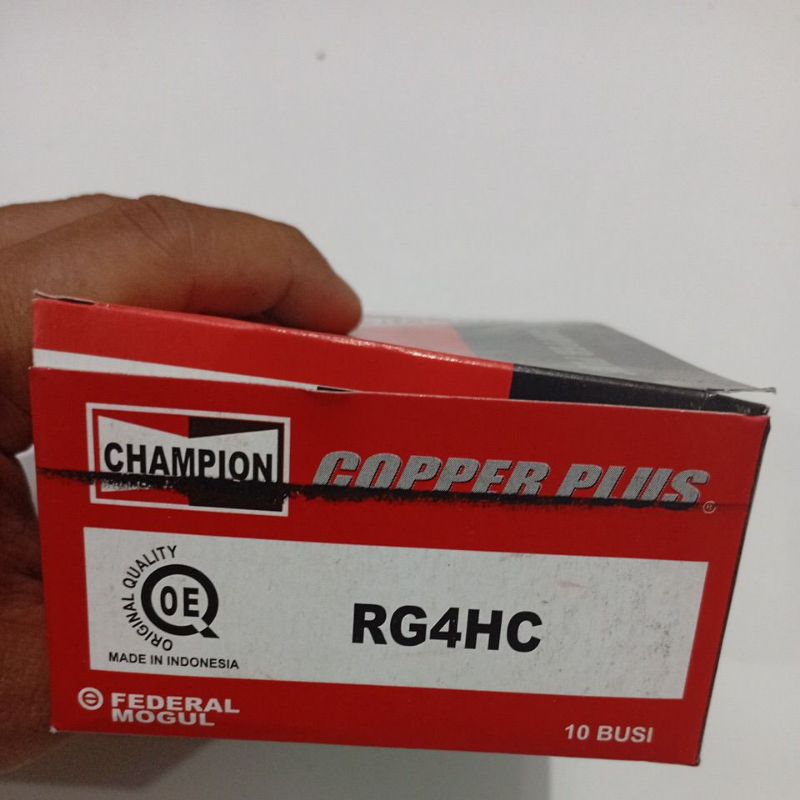 CHAMPION
COPPER PLUS
®
ORIGINAL QUALITY
OE
RG4HC
MADE IN INDONESIA
FEDERAL
MOGUL
10 BUSI